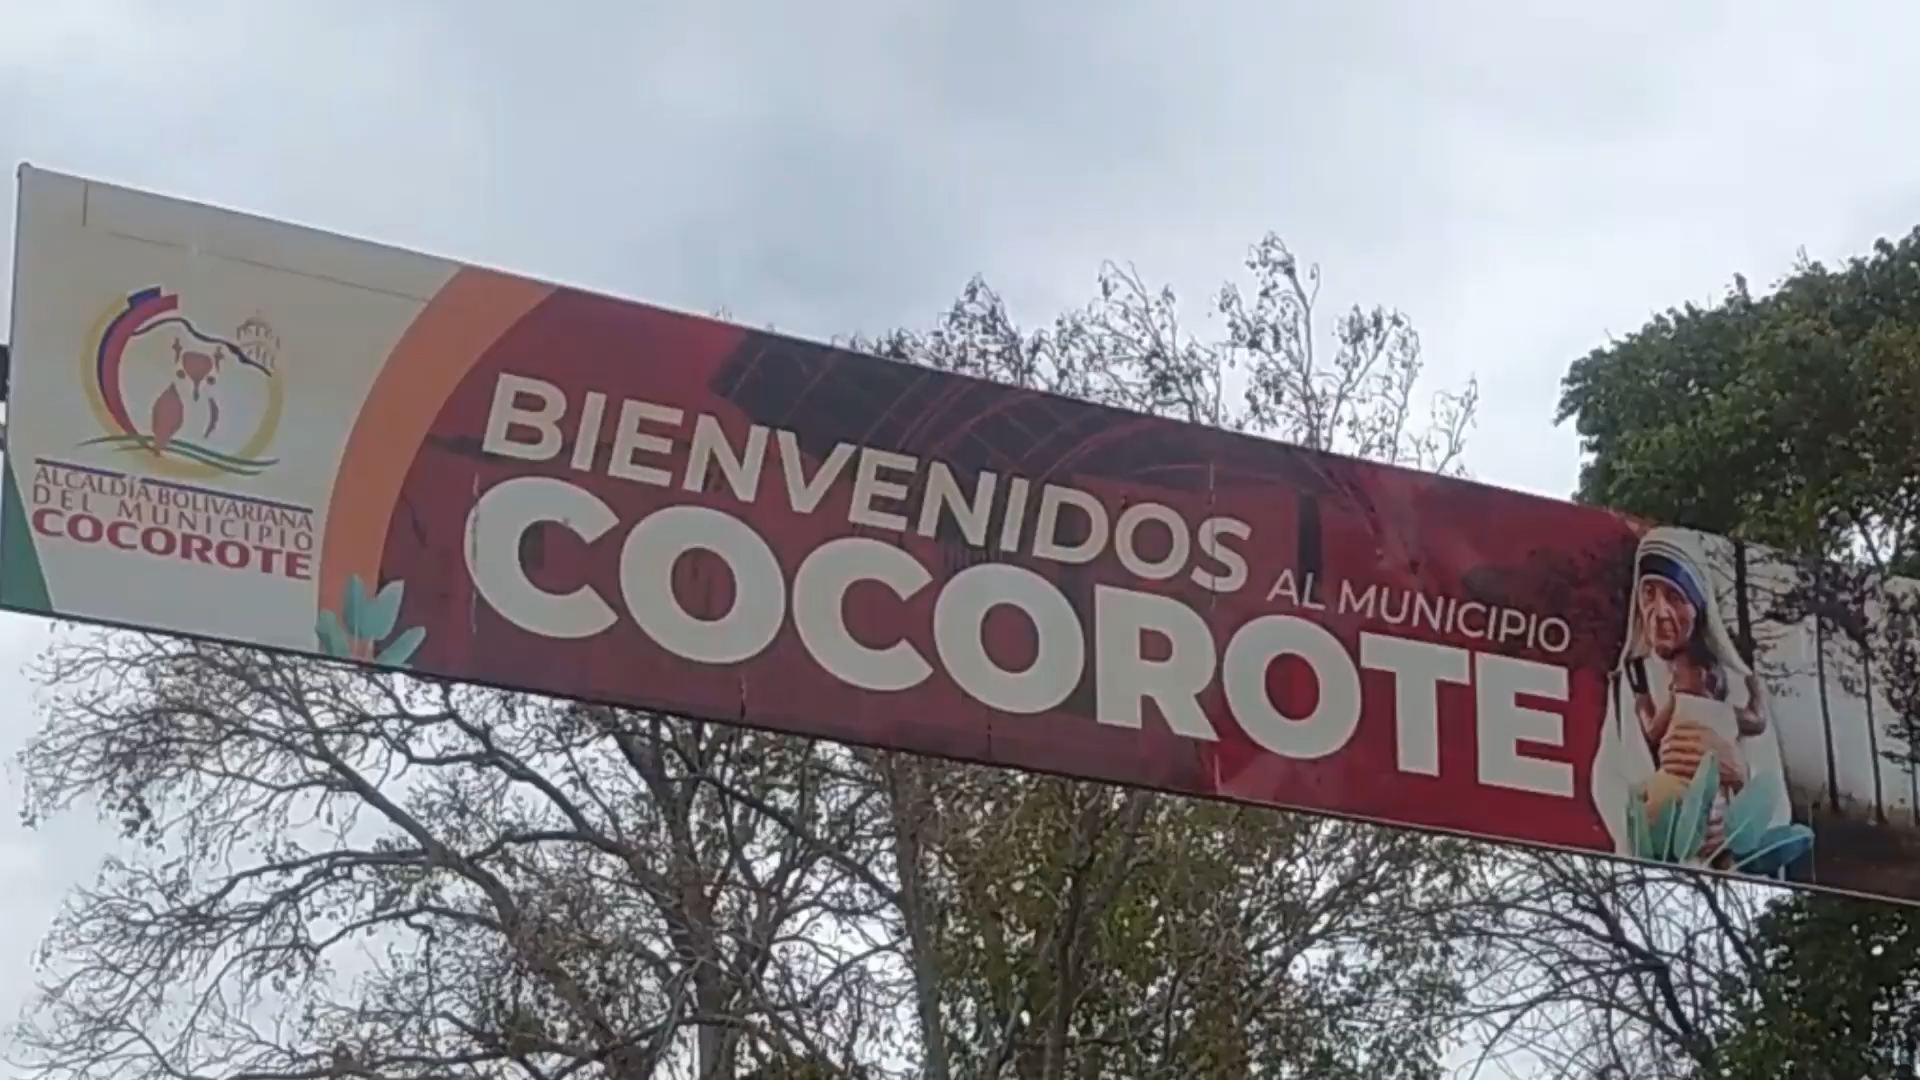 ALCALDÍA BOLIVARIANA
DEL MUNICIPIO
COCOROTE
BIENVENIDOS
AL MUNICIPIO
COCOROTE